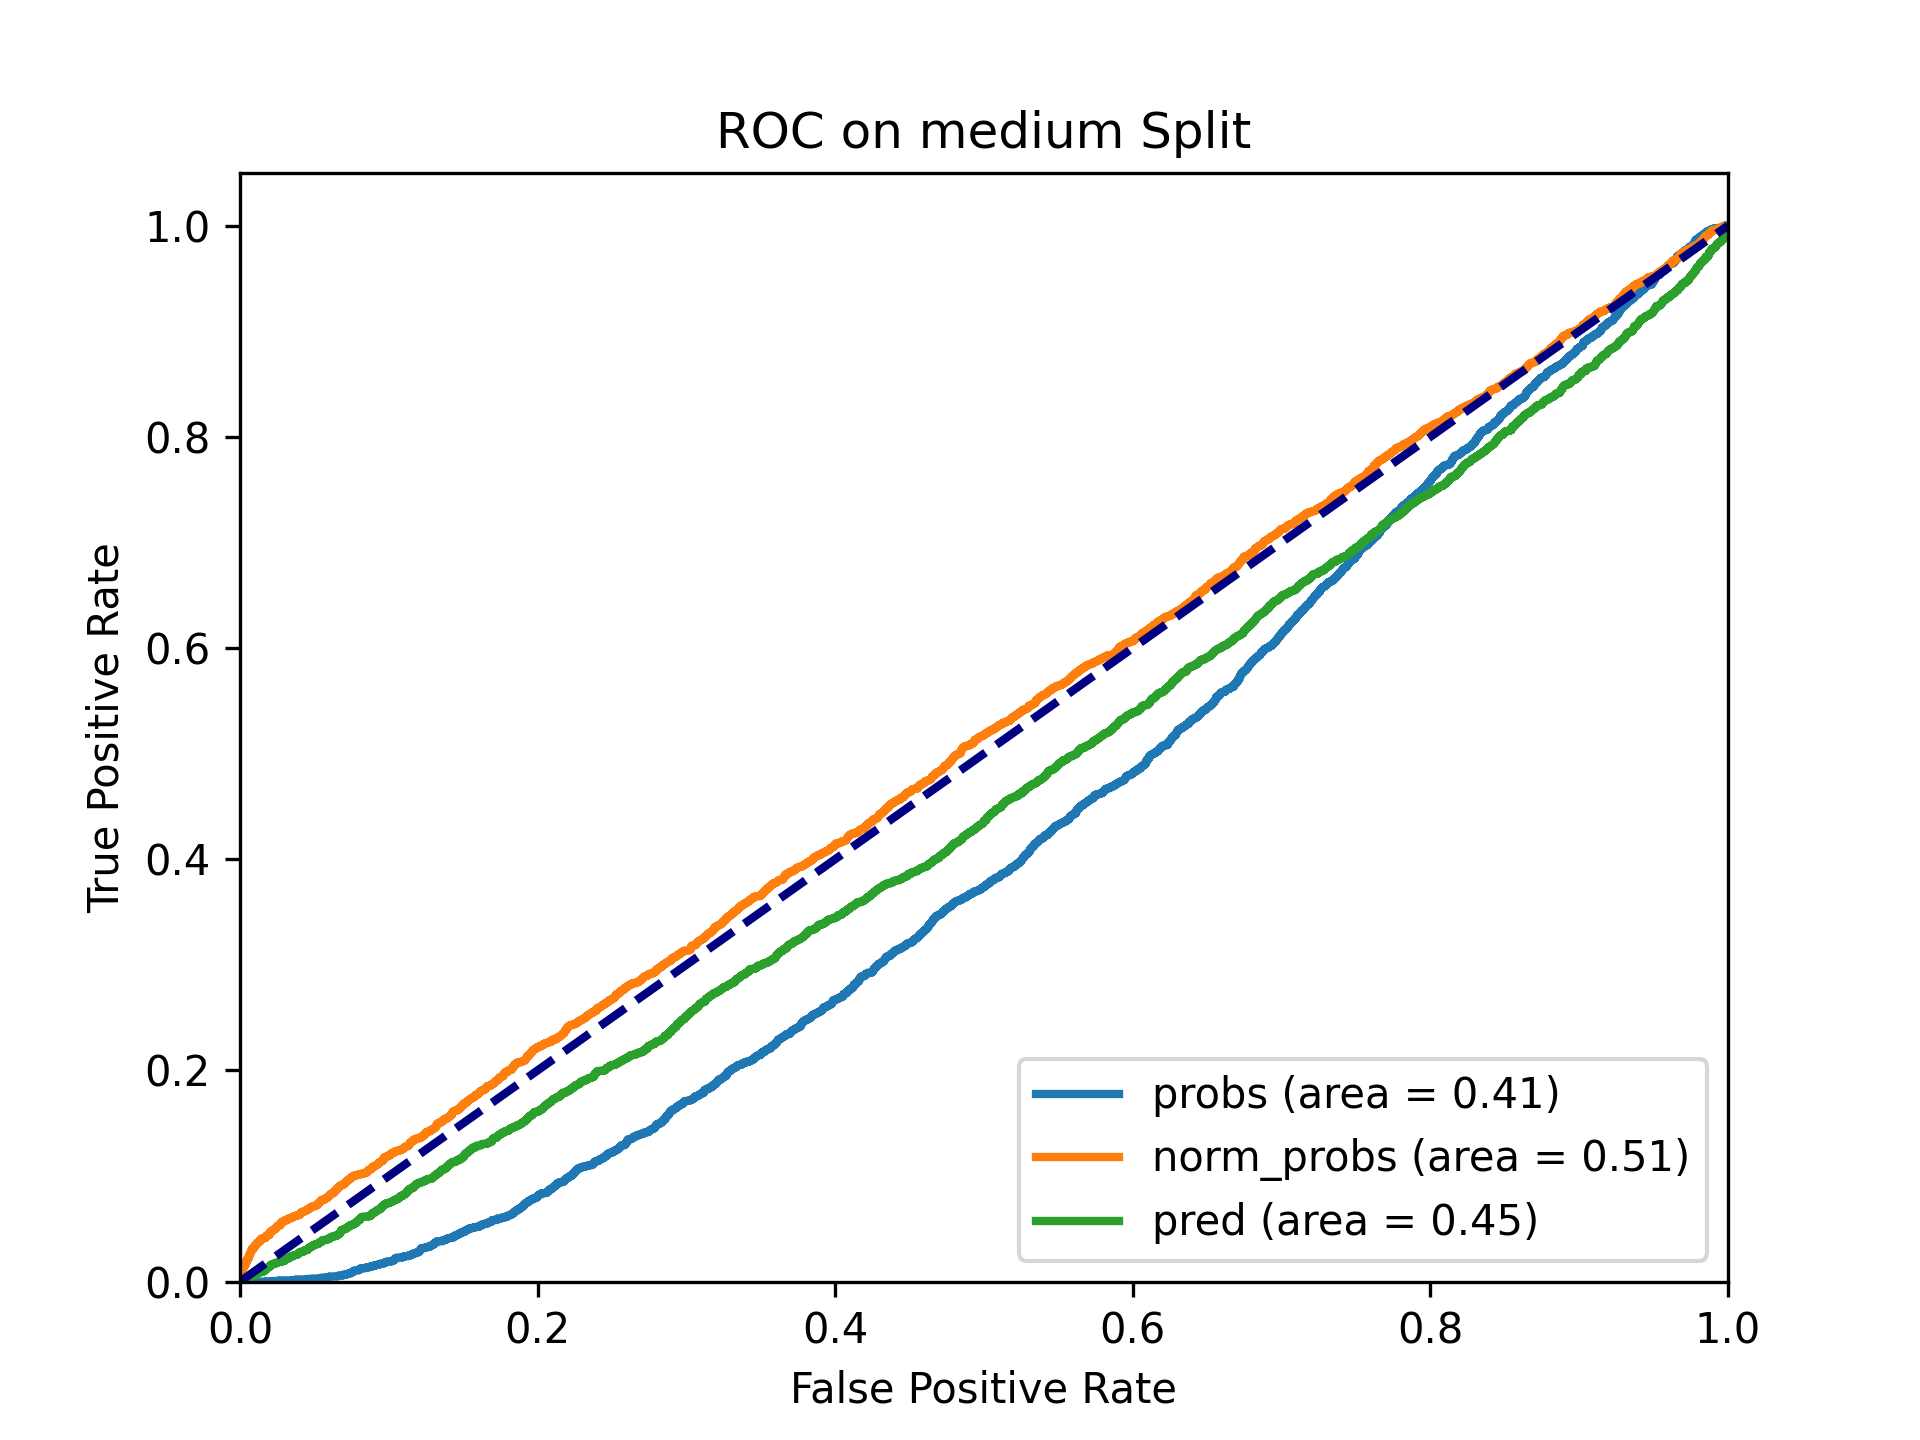 ROC on medium Split
True Positive Rate
1.0
0.8
0.6
0.4
0.2
0.0
probs (area = 0.41)
norm_probs (area = 0.51)
pred (area = 0.45)
0.0 0.2 0.4 0.6 0.8 1.0
False Positive Rate